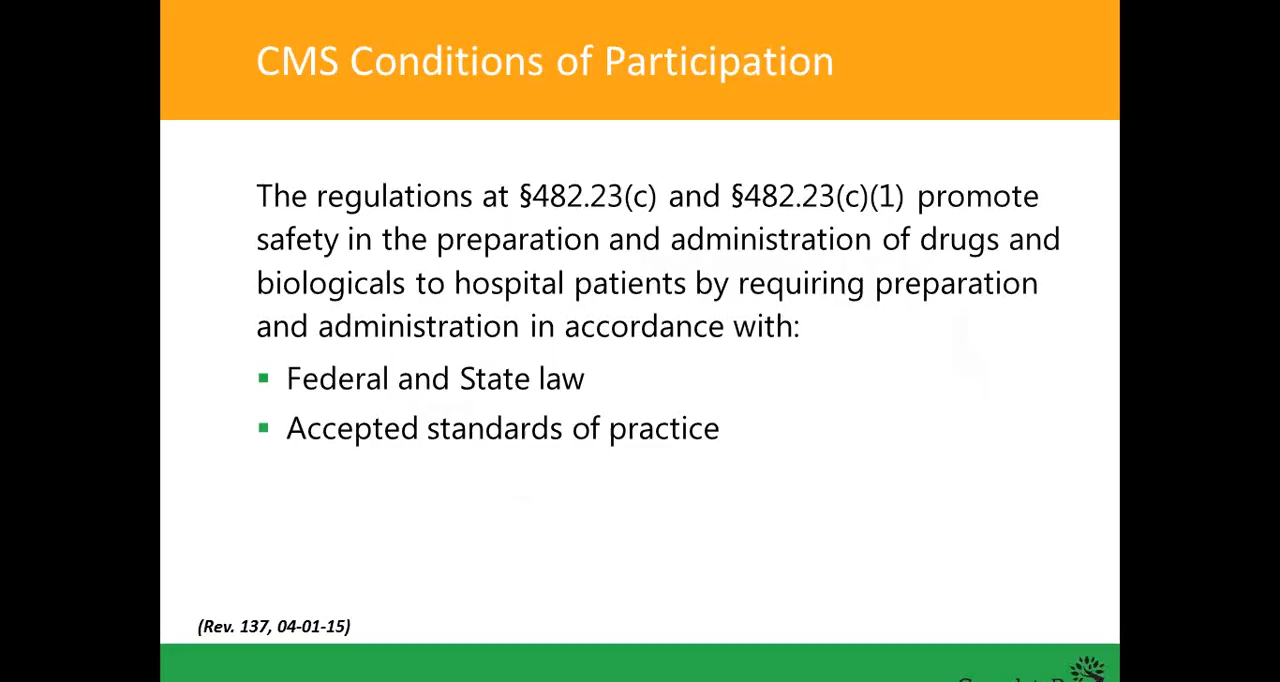 CMS Conditions of Participation
The regulations at §482.23(c) and §482.23(c)(1) promote
safety in the preparation and administration of drugs and
biologicals to hospital patients by requiring preparation
and administration in accordance with:
▪ Federal and State law
▪ Accepted standards of practice
(Rev. 137, 04-01-15)